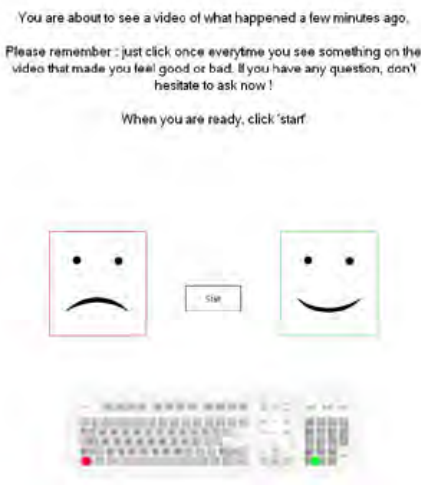 You are about to see a video of what happened a few minutes ago.
Please remember : just click once everytime you see something on the
video that made you feel good or bad. If you have any question, don't
hesitate to ask now !
When you are ready, click 'start'
Start